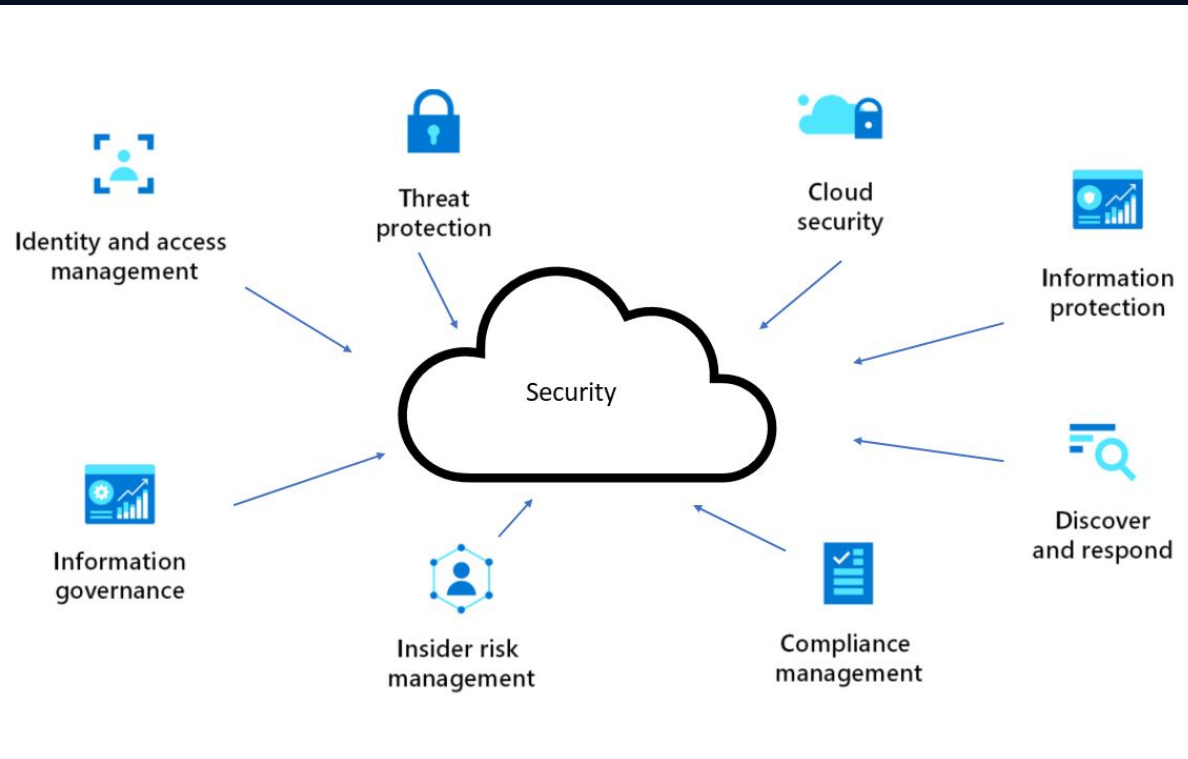 Threat
protection
Cloud
security
Identity and access
management
Information
protection
Security
Information
governance
Discover
and respond
Insider risk
management
Compliance
management